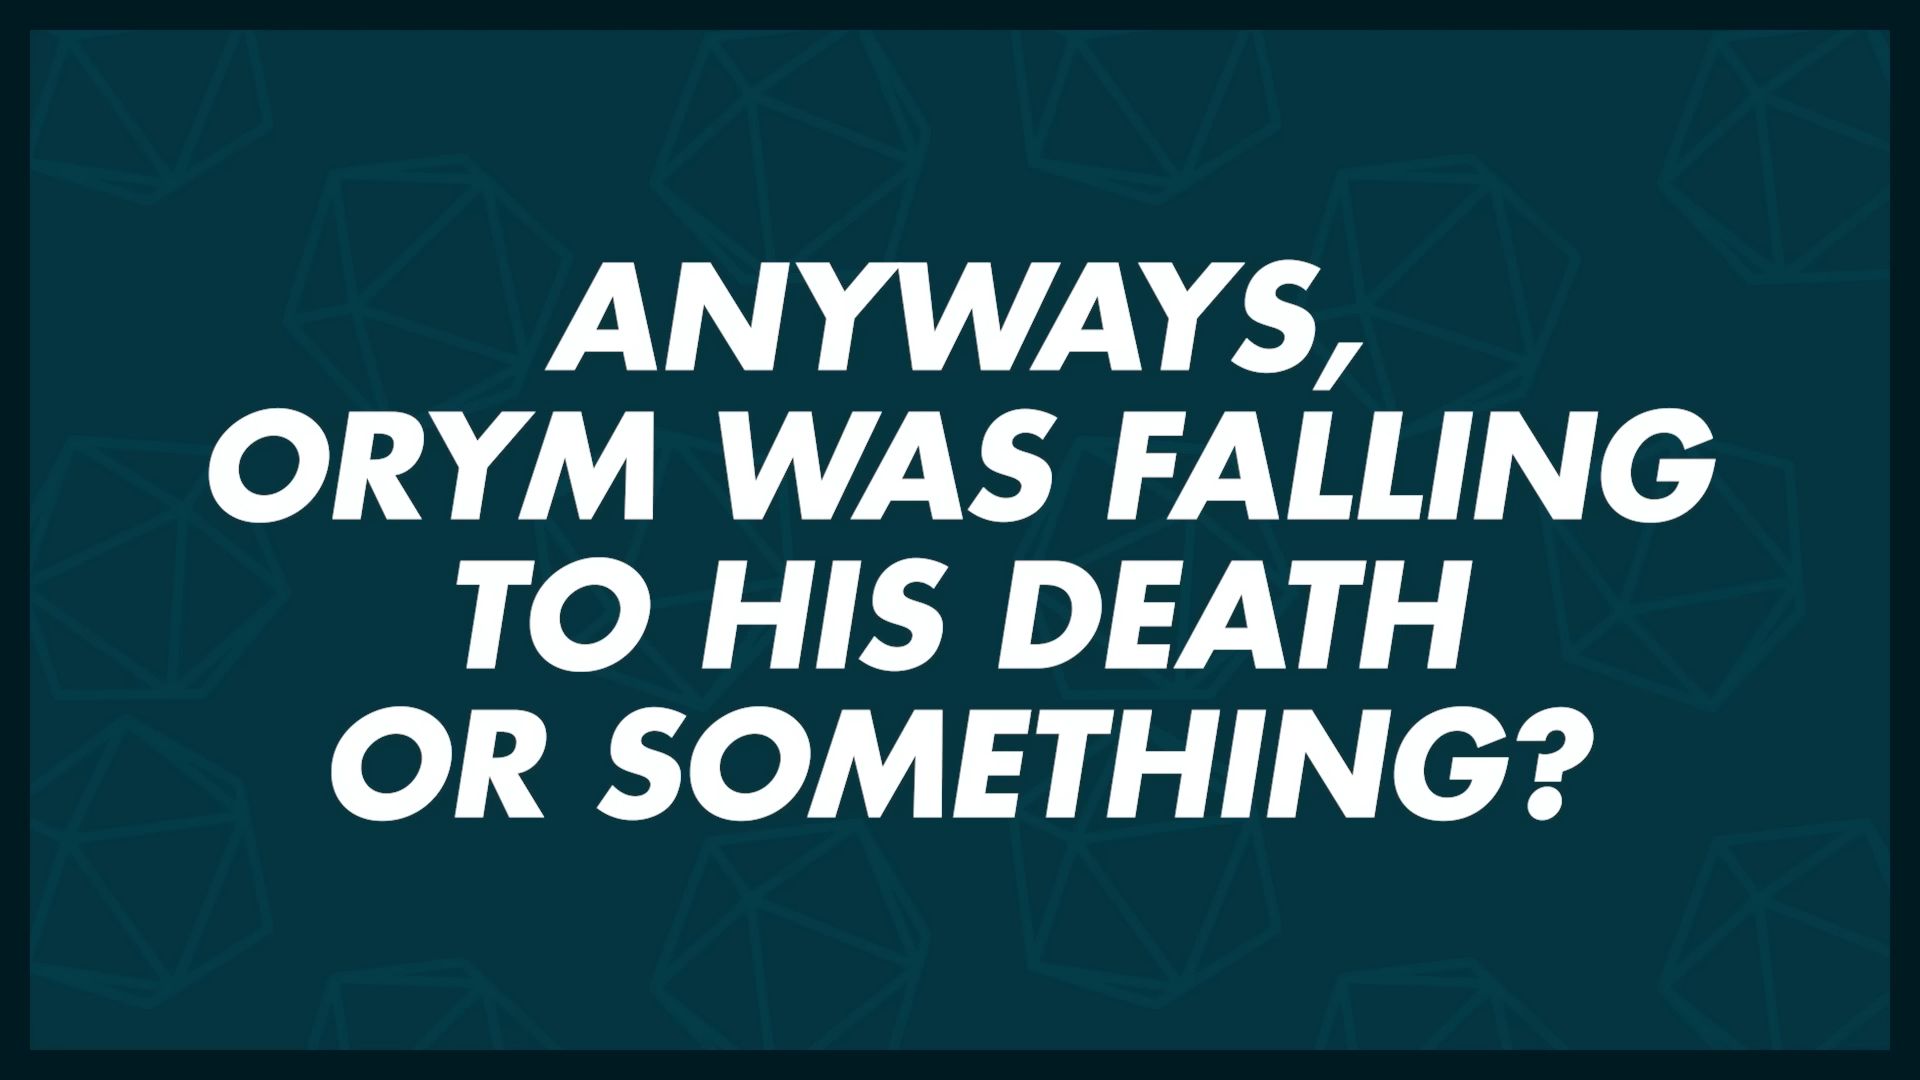 ANYWAYS,
ORYM WAS FALLING
TO HIS DEATH
OR SOMETHING?